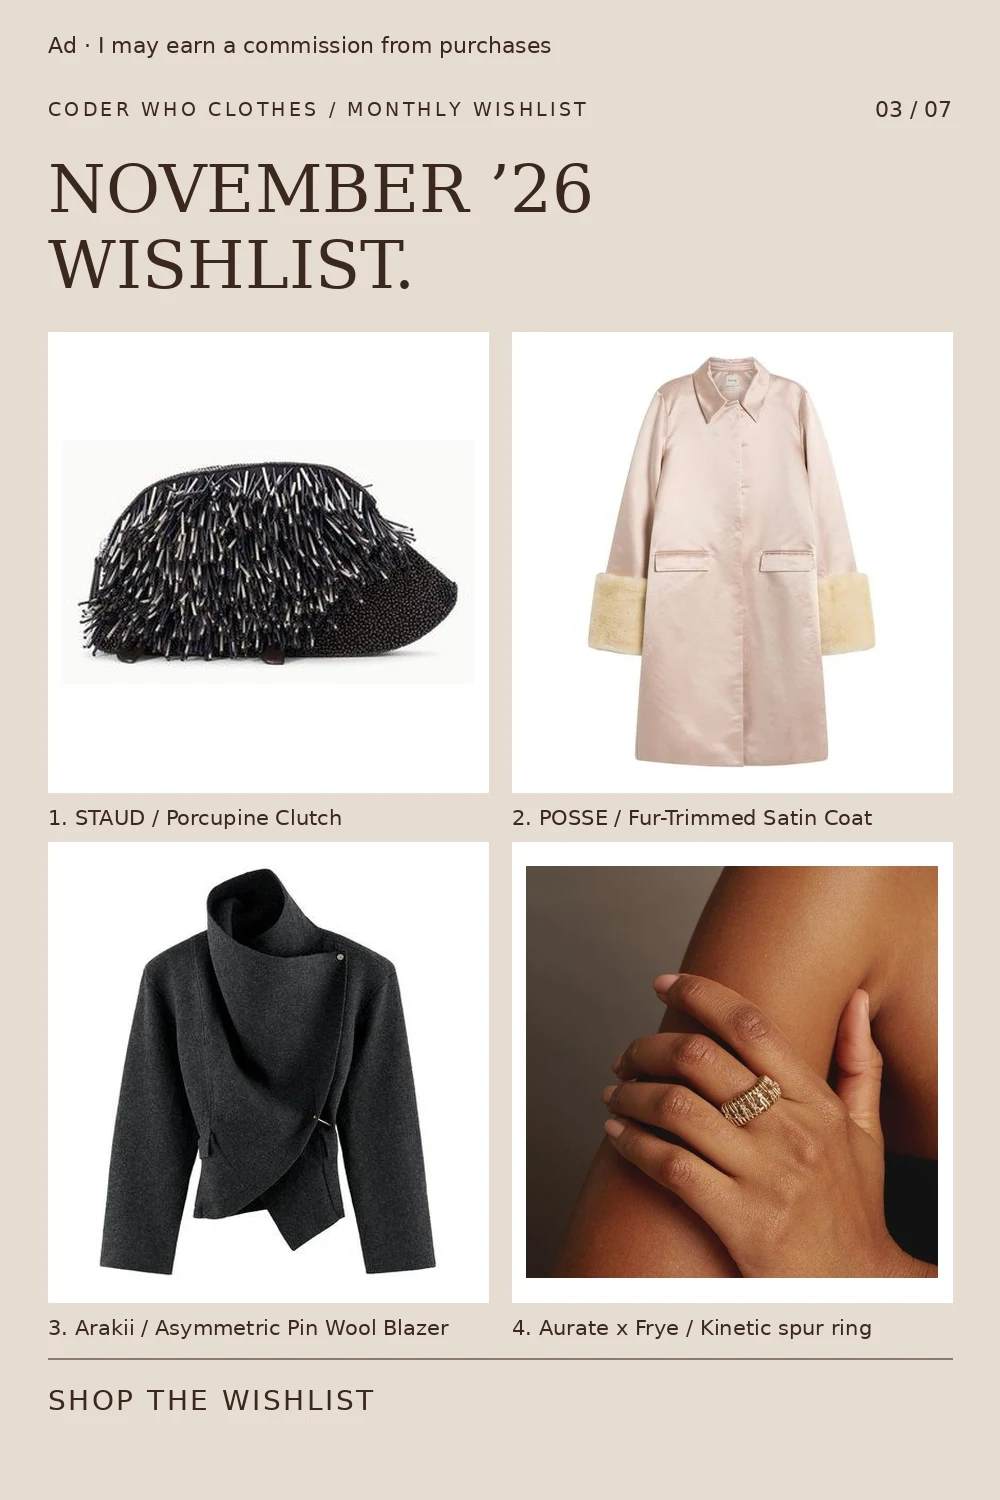 Ad · I may earn a commission from purchases
CODER WHO CLOTHES / MONTHLY WISHLIST
03 / 07
NOVEMBER ’26
WISHLIST.
1. STAUD / Porcupine Clutch
2. POSSE / Fur-Trimmed Satin Coat
3. Arakii / Asymmetric Pin Wool Blazer
4. Aurate x Frye / Kinetic spur ring
SHOP THE WISHLIST